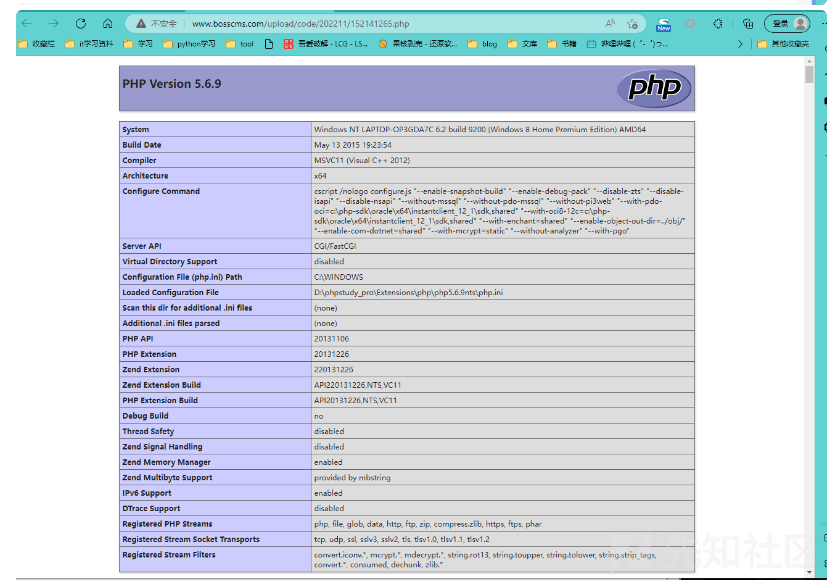 不安全 www.bosscms.com/upload/code/202211/152141265.php New 登录
收藏栏 it学习资料 学习 python学习 tool 吾爱破解 - LCG - LS... 果核剥壳 - 还原软... blog 文库 书籍 哔哩哔哩 ( ゜- ゜)つ... 其他收藏夹
PHP Version 5.6.9
php
System Windows NT LAPTOP-OP3GDA7C 6.2 build 9200 (Windows 8 Home Premium Edition) AMD64
Build Date May 13 2015 19:23:54
Compiler MSVC11 (Visual C++ 2012)
Architecture x64
Configure Command cscript /nologo configure.js "--enable-snapshot-build" "--enable-debug-pack" "--disable-zts" "--disable-
isapi" "--disable-nsapi" "--without-mssql" "--without-pdo-mssql" "--without-pi3web" "--with-pdo-
oci=c:\php-sdk\oracle\x64\instantclient_12_1\sdk,shared" "--with-oci8-12c=c:\php-
sdk\oracle\x64\instantclient_12_1\sdk,shared" "--with-enchant=shared" "--enable-object-out-dir=../obj/"
"--enable-com-dotnet=shared" "--with-mcrypt=static" "--without-analyzer" "--with-pgo"
Server API CGI/FastCGI
Virtual Directory Support disabled
Configuration File (php.ini) Path C:\WINDOWS
Loaded Configuration File D:\phpstudy_pro\Extensions\php\php5.6.9nts\php.ini
Scan this dir for additional .ini files (none)
Additional .ini files parsed (none)
PHP API 20131106
PHP Extension 20131226
Zend Extension 220131226
Zend Extension Build API220131226,NTS,VC11
PHP Extension Build API20131226,NTS,VC11
Debug Build no
Thread Safety disabled
Zend Signal Handling disabled
Zend Memory Manager enabled
Zend Multibyte Support provided by mbstring
IPv6 Support enabled
DTrace Support disabled
Registered PHP Streams php, file, glob, data, http, ftp, zip, compress.zlib, https, ftps, phar
Registered Stream Socket Transports tcp, udp, ssl, sslv3, sslv2, tls, tlsv1.0, tlsv1.1, tlsv1.2
Registered Stream Filters convert.iconv.*, mcrypt.*, mdecrypt.*, string.rot13, string.toupper, string.tolower, string.strip_tags,
convert.*, consumed, dechunk, zlib.*
先知社区